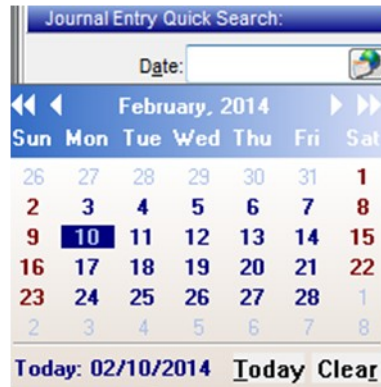 Journal Entry Quick Search:
Date:
February, 2014
Sun Mon Tue Wed Thu Fri Sat
26 27 28 29 30 31 1
2 3 4 5 6 7 8
9 10 11 12 13 14 15
16 17 18 19 20 21 22
23 24 25 26 27 28 1
2 3 4 5 6 7 8
Today: 02/10/2014 Today Clear